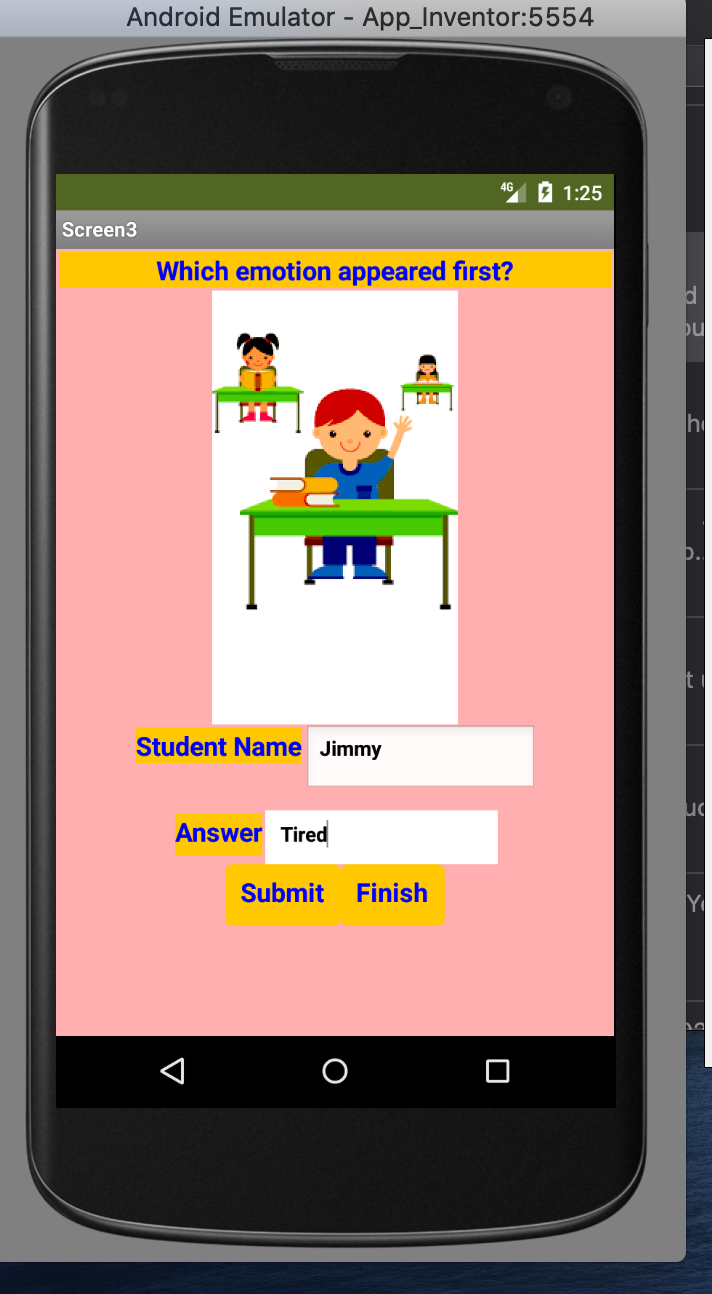 Android Emulator - App_Inventor:5554
4G 1:25
Screen3
Which emotion appeared first?
Student Name Jimmy
Answer Tired
Submit Finish